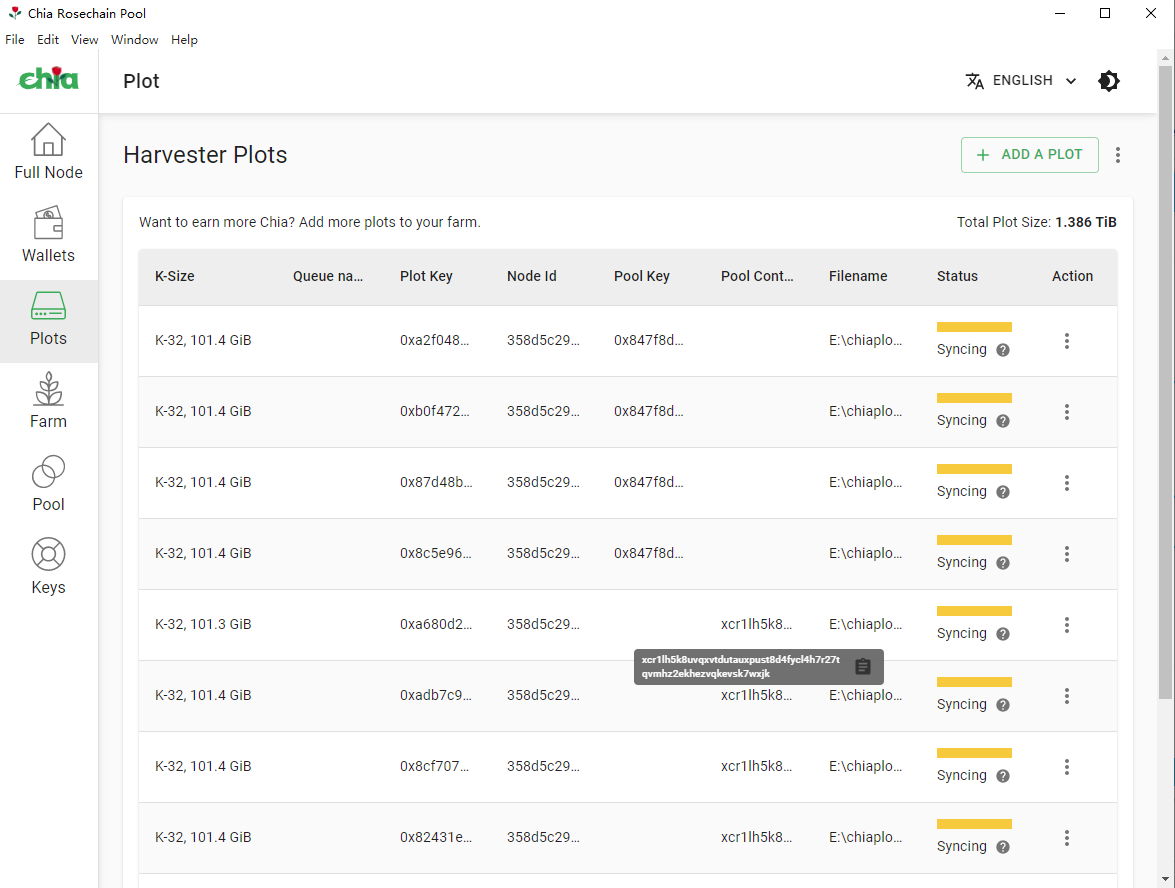 Chia Rosechain Pool
File Edit View Window Help
chia
Plot
ENGLISH
Full Node
Wallets
Plots
Farm
Pool
Keys
Harvester Plots
ADD A PLOT
Want to earn more Chia? Add more plots to your farm.
Total Plot Size: 1.386 TiB
K-Size Queue na... Plot Key Node Id Pool Key Pool Cont... Filename Status Action
K-32, 101.4 GiB 0xa2f048... 358d5c29... 0x847f8d... E:\chiaplo... Syncing
K-32, 101.4 GiB 0xb0f472... 358d5c29... 0x847f8d... E:\chiaplo... Syncing
K-32, 101.4 GiB 0x87d48b... 358d5c29... 0x847f8d... E:\chiaplo... Syncing
K-32, 101.4 GiB 0x8c5e96... 358d5c29... 0x847f8d... E:\chiaplo... Syncing
K-32, 101.3 GiB 0xa680d2... 358d5c29... xcr1lh5k8... E:\chiaplo... Syncing
xcr1lh5k8uvqxvtdutauxpust8d4fycl4h7r27t
qvmhz2ekhezvqkevsk7wxjk
K-32, 101.4 GiB 0xadb7c9... 358d5c29... xcr1lh5k8... E:\chiaplo... Syncing
K-32, 101.4 GiB 0x8cf707... 358d5c29... xcr1lh5k8... E:\chiaplo... Syncing
K-32, 101.4 GiB 0x82431e... 358d5c29... xcr1lh5k8... E:\chiaplo... Syncing